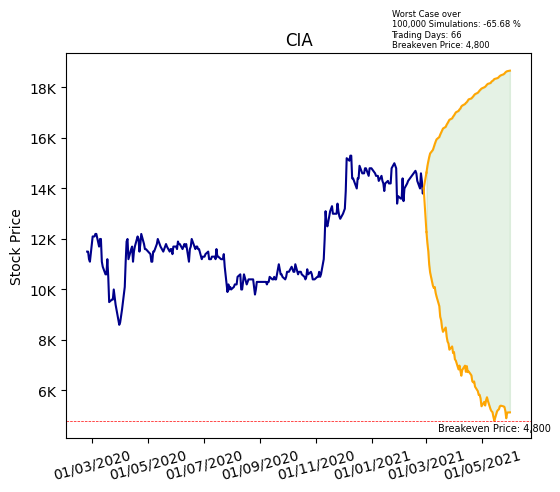 Worst Case over
100,000 Simulations: -65.68 %
Trading Days: 66
Breakeven Price: 4,800
CIA
Stock Price
18K
16K
14K
12K
10K
8K
6K
Breakeven Price: 4,800
01/03/2020
01/05/2020
01/07/2020
01/09/2020
01/11/2020
01/01/2021
01/03/2021
01/05/2021